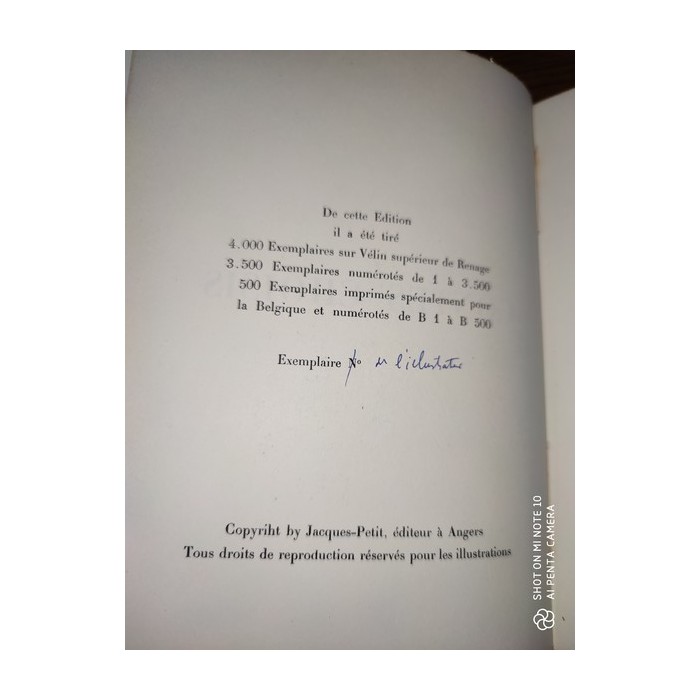 De cette Edition
il a été tiré
4.000 Exemplaires sur Vélin supérieur de Renage
3.500 Exemplaires numérotés de 1 à 3.500
500 Exemplaires imprimés spécialement pour
la Belgique et numérotés de B 1 à B 500
Exemplaire N° l'illustrateur
Copyriht by Jacques-Petit, éditeur à Angers
Tous droits de reproduction réservés pour les illustrations
SHOT ON MI NOTE 10
AI PENTA CAMERA